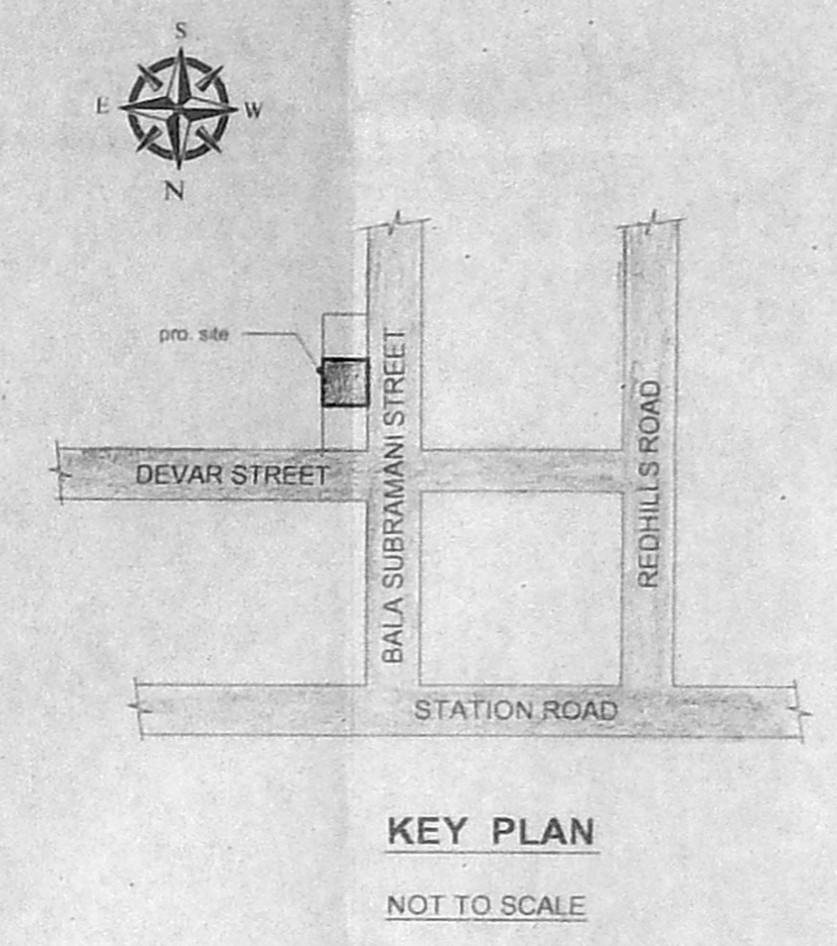 S
E
W
N
pro. site
BALA SUBRAMANI STREET
REDHILLS ROAD
DEVAR STREET
STATION ROAD
KEY PLAN
NOT TO SCALE